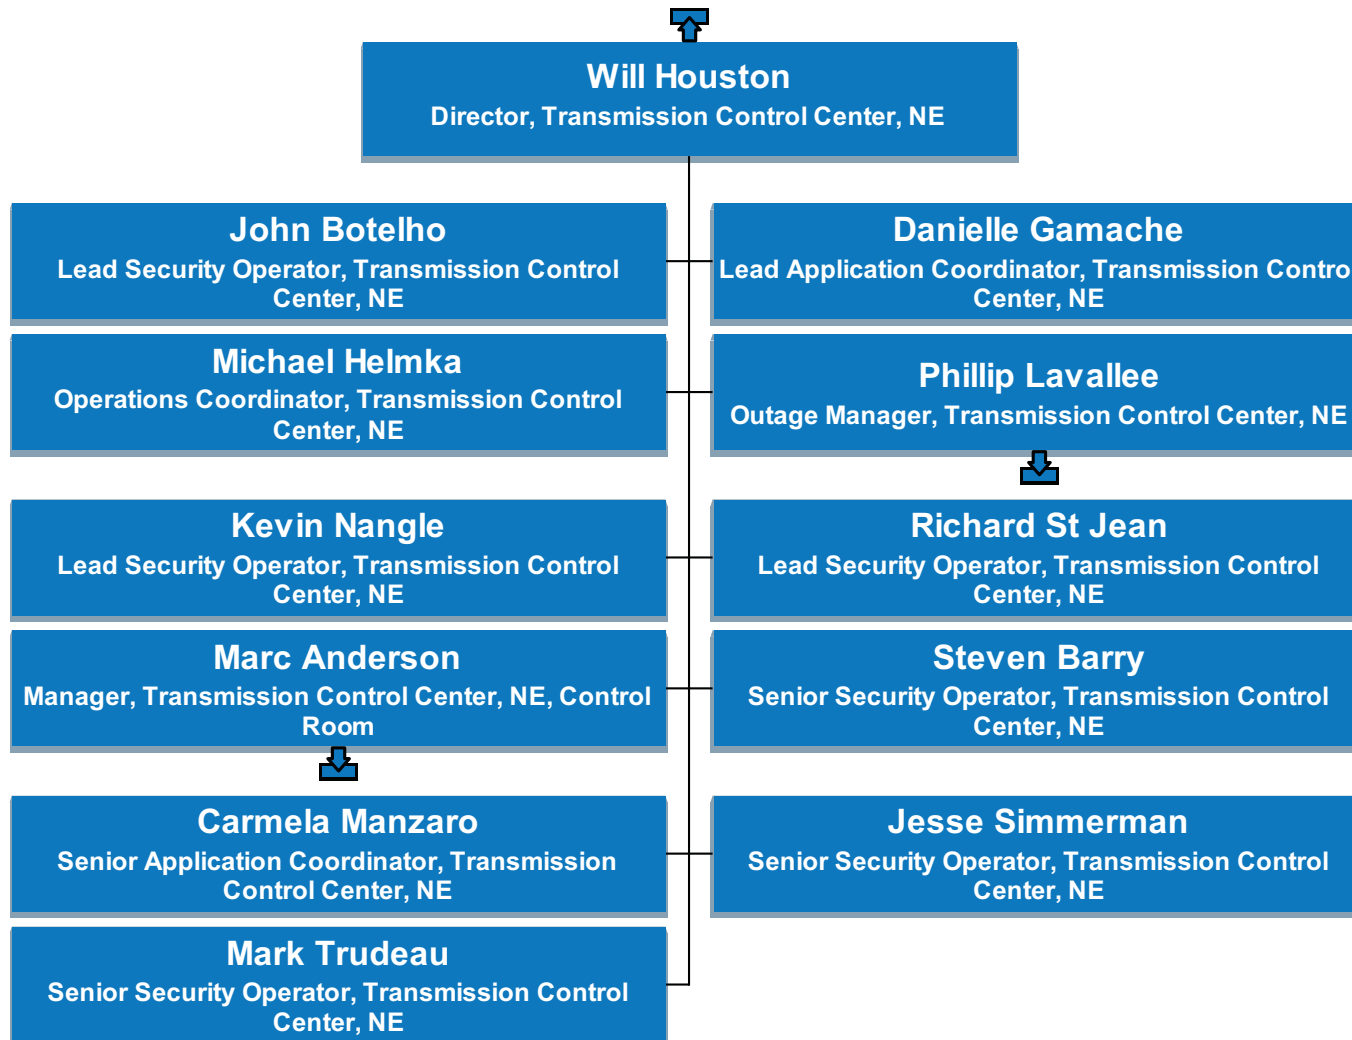 Will Houston
Director, Transmission Control Center, NE
John Botelho
Lead Security Operator, Transmission Control
Center, NE
Danielle Gamache
Lead Application Coordinator, Transmission Contro
Center, NE
Michael Helmka
Operations Coordinator, Transmission Control
Center, NE
Phillip Lavallee
Outage Manager, Transmission Control Center, NE
Kevin Nangle
Lead Security Operator, Transmission Control
Center, NE
Richard St Jean
Lead Security Operator, Transmission Control
Center, NE
Marc Anderson
Manager, Transmission Control Center, NE, Control
Room
Steven Barry
Senior Security Operator, Transmission Control
Center, NE
Carmela Manzaro
Senior Application Coordinator, Transmission
Control Center, NE
Jesse Simmerman
Senior Security Operator, Transmission Control
Center, NE
Mark Trudeau
Senior Security Operator, Transmission Control
Center, NE